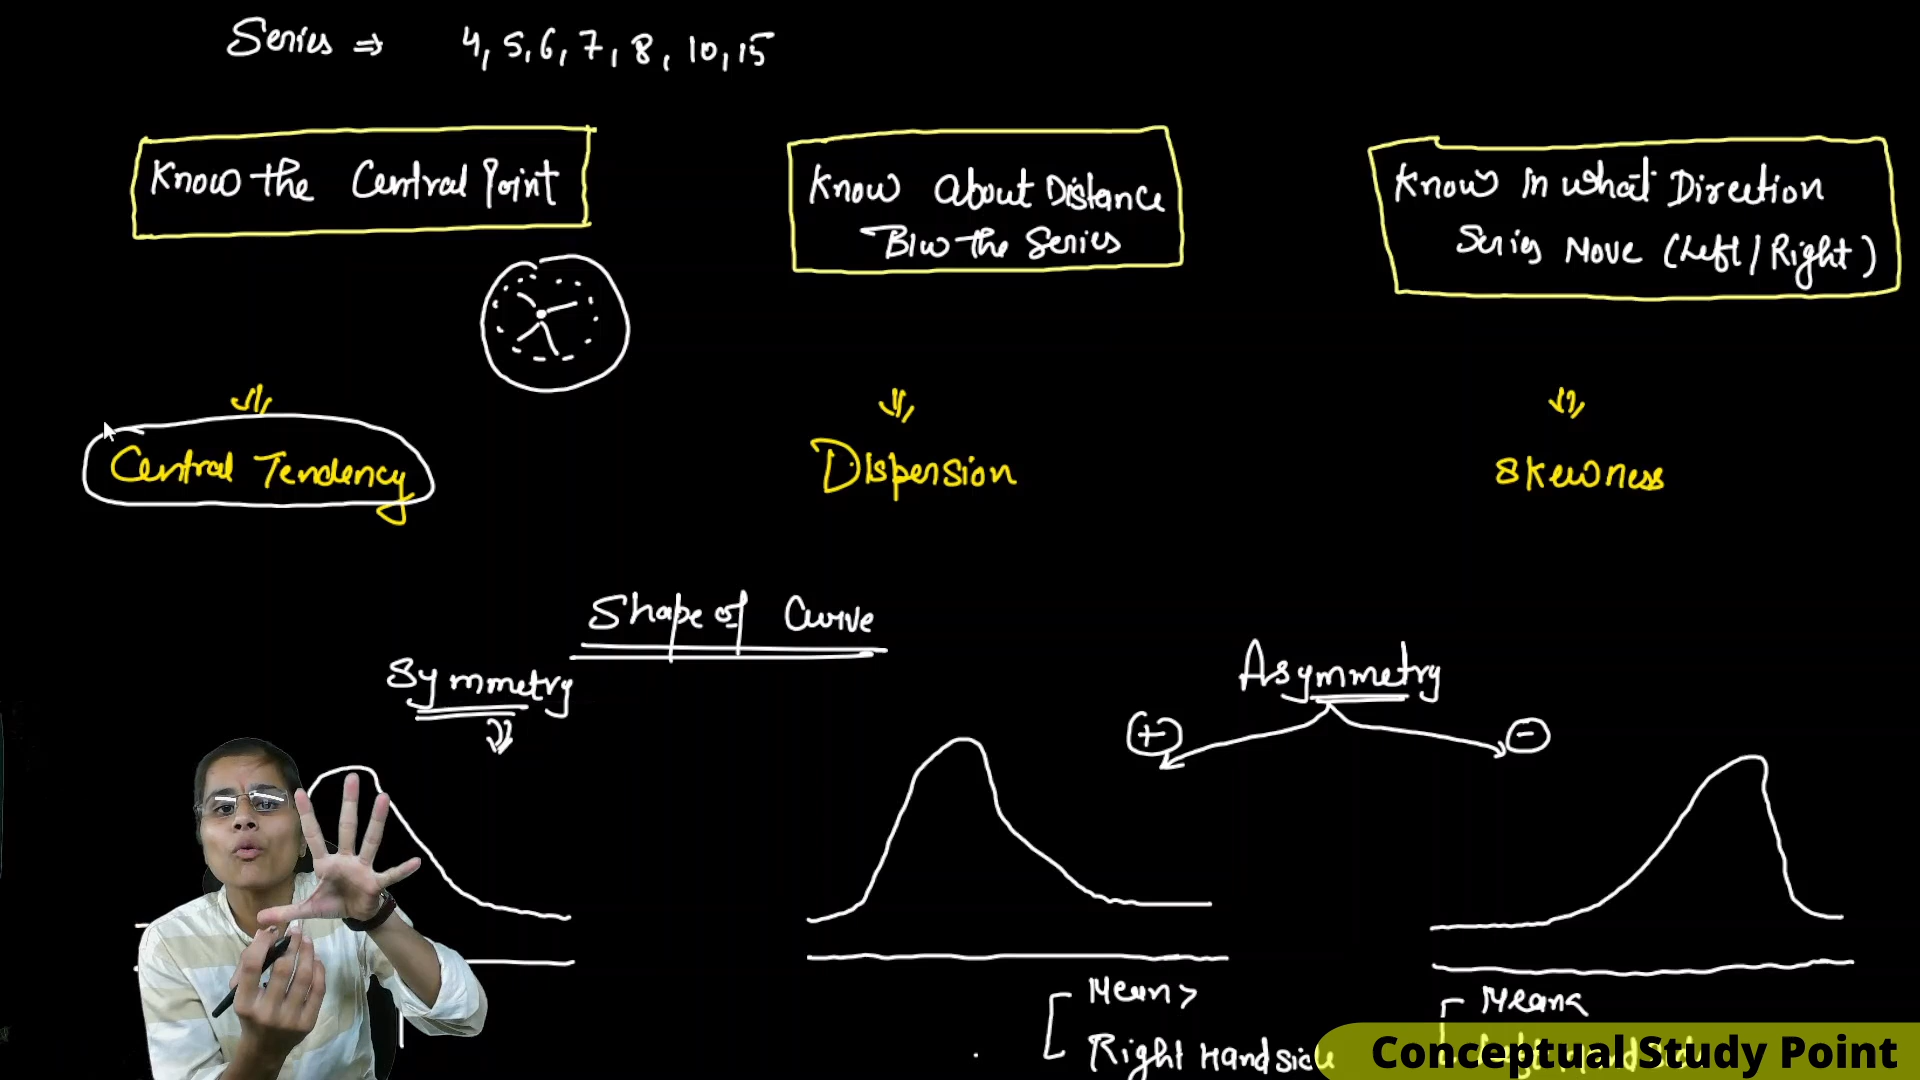 Series ⇒ 4, 5, 6, 7, 8, 10, 15
Know the Central Point
Know About Distance
B/w the Series
Know in what Direction
Series Move (Left/Right)
Central Tendency
Dispersion
Skewness
Shape of Curve
Symmetry
Asymmetry
+
-
Mean >
Right Hand side
Mean <
Conceptual Study Point